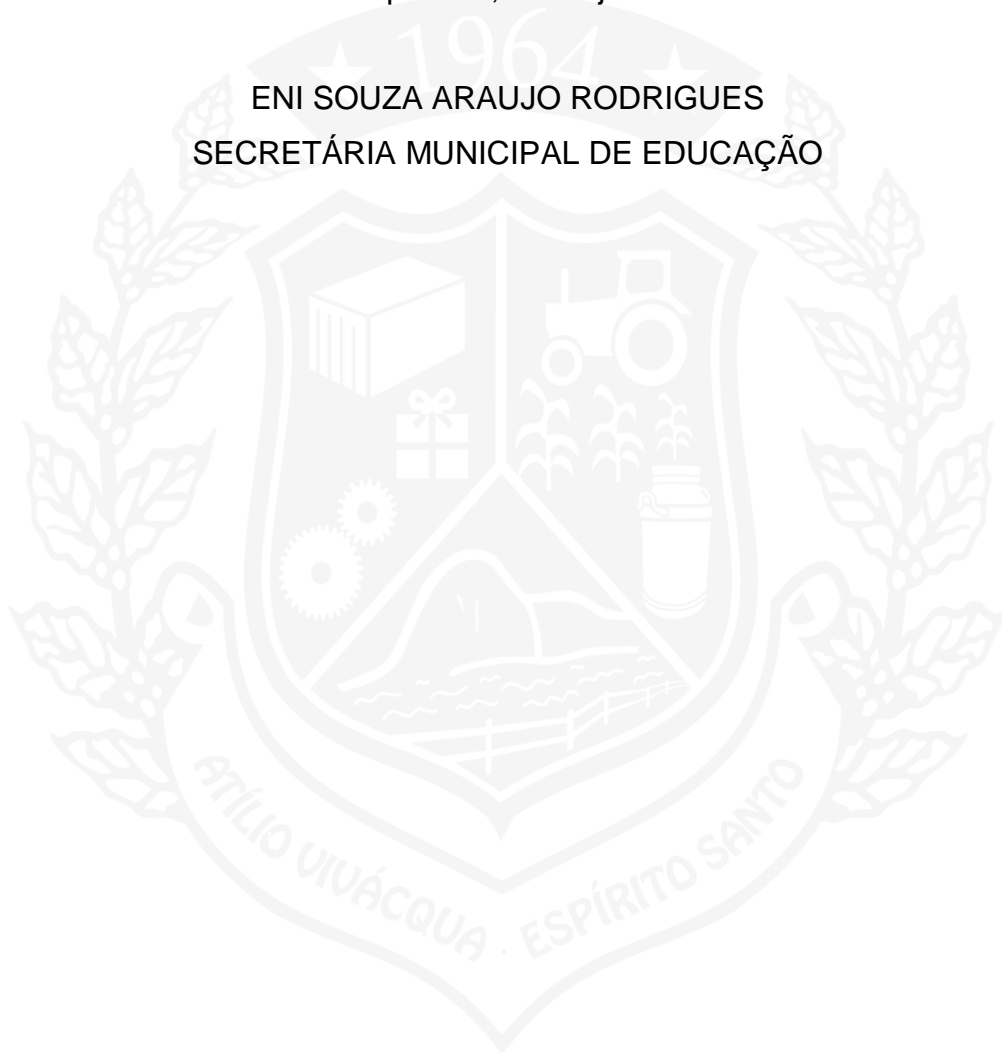 1964
ENI SOUZA ARAUJO RODRIGUES
SECRETÁRIA MUNICIPAL DE EDUCAÇÃO
ATÍLIO VIVÁCQUA · ESPÍRITO SANTO